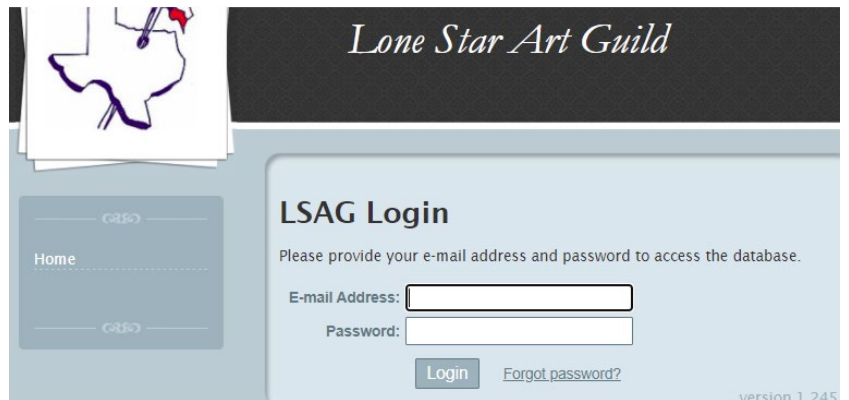 Lone Star Art Guild
Home
LSAG Login
Please provide your e-mail address and password to access the database.
E-mail Address:
Password:
Login Forgot password?
version 1.245